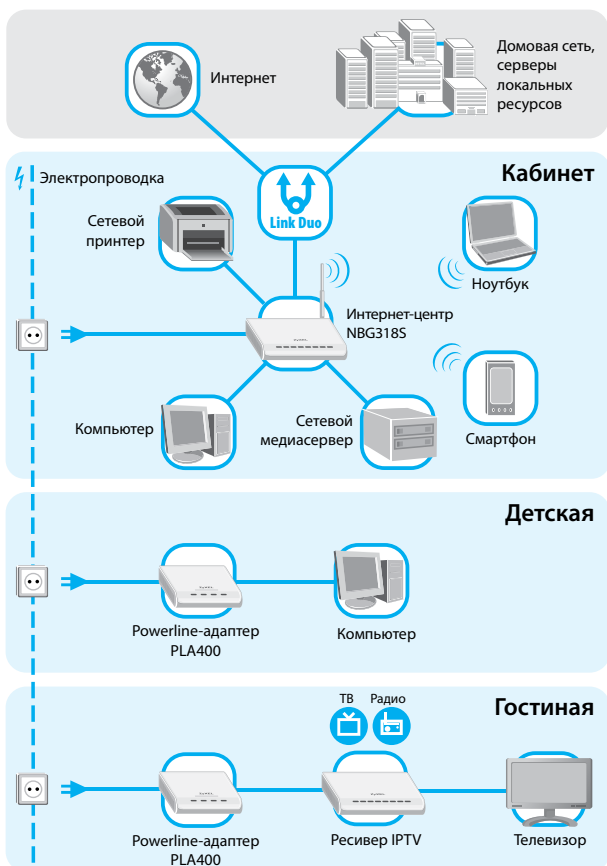 Интернет
Домовая сеть,
серверы
локальных
ресурсов
Кабинет
Электропроводка
Link Duo
Сетевой
принтер
Ноутбук
Интернет-центр
NBG318S
Компьютер
Сетевой
медиасервер
Смартфон
Детская
Powerline-адаптер
PLA400
Компьютер
Гостиная
ТВ
Радио
Powerline-адаптер
PLA400
Ресивер IPTV
Телевизор